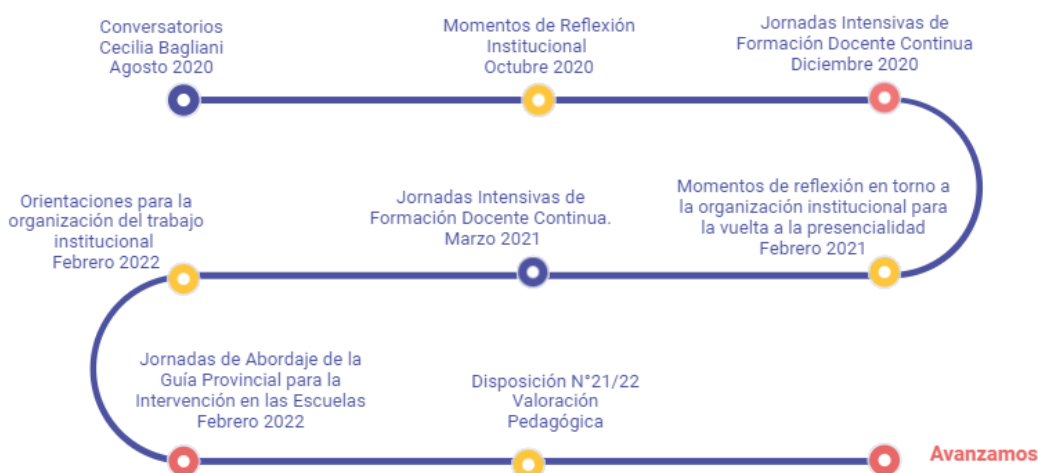 Conversatorios
Cecilia Bagliani
Agosto 2020
Momentos de Reflexión
Institucional
Octubre 2020
Jornadas Intensivas de
Formación Docente Continua
Diciembre 2020
Momentos de reflexión en torno a
la organización institucional para
la vuelta a la presencialidad
Febrero 2021
Jornadas Intensivas de
Formación Docente Continua.
Marzo 2021
Orientaciones para la
organización del trabajo
institucional
Febrero 2022
Jornadas de Abordaje de la
Guía Provincial para la
Intervención en las Escuelas
Febrero 2022
Disposición N°21/22
Valoración
Pedagógica
Avanzamos